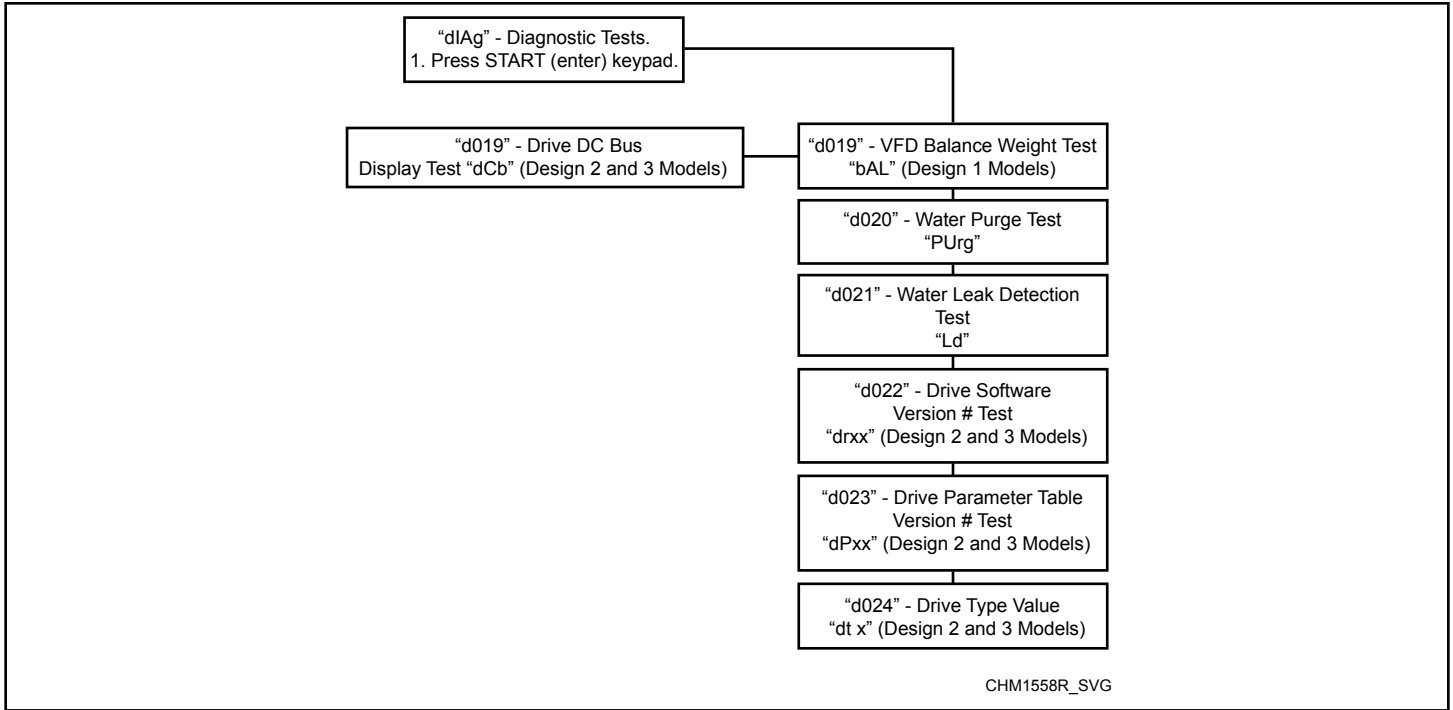 “dIAg” - Diagnostic Tests.
1. Press START (enter) keypad.
“d019” - Drive DC Bus
Display Test “dCb” (Design 2 and 3 Models)
“d019” - VFD Balance Weight Test
“bAL” (Design 1 Models)
“d020” - Water Purge Test
“PUrg”
“d021” - Water Leak Detection
Test
“Ld”
“d022” - Drive Software
Version # Test
“drxx” (Design 2 and 3 Models)
“d023” - Drive Parameter Table
Version # Test
“dPxx” (Design 2 and 3 Models)
“d024” - Drive Type Value
“dt x” (Design 2 and 3 Models)
CHM1558R_SVG